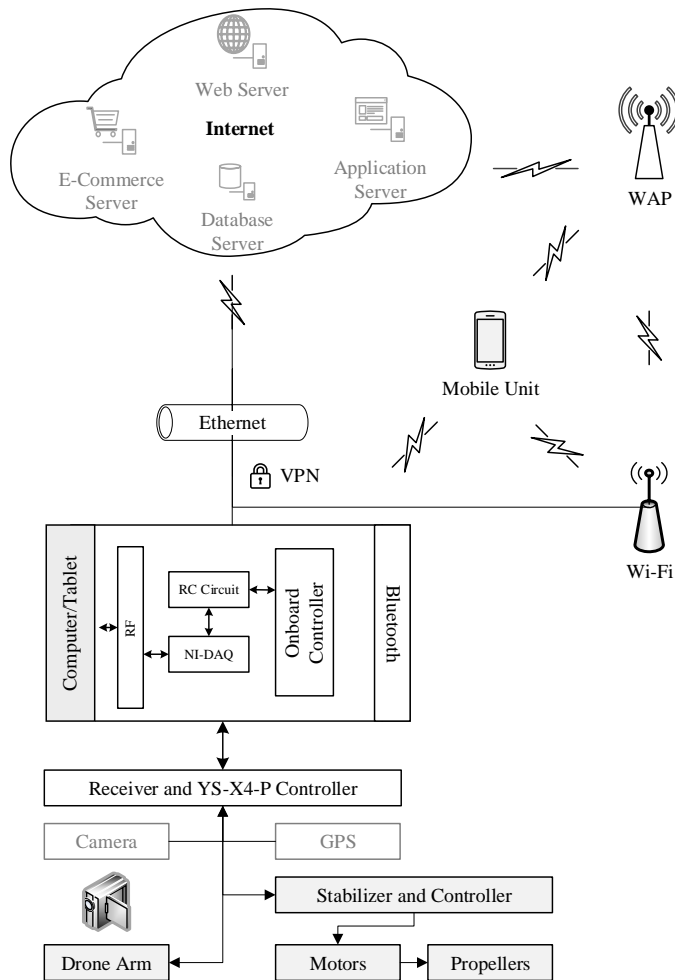 Web Server
Internet
E-Commerce
Server
Application
Server
Database
Server
WAP
Mobile Unit
Ethernet
VPN
Wi-Fi
Computer/Tablet
RF
RC Circuit
NI-DAQ
Onboard
Controller
Bluetooth
Receiver and YS-X4-P Controller
Camera
GPS
Stabilizer and Controller
Drone Arm
Motors
Propellers